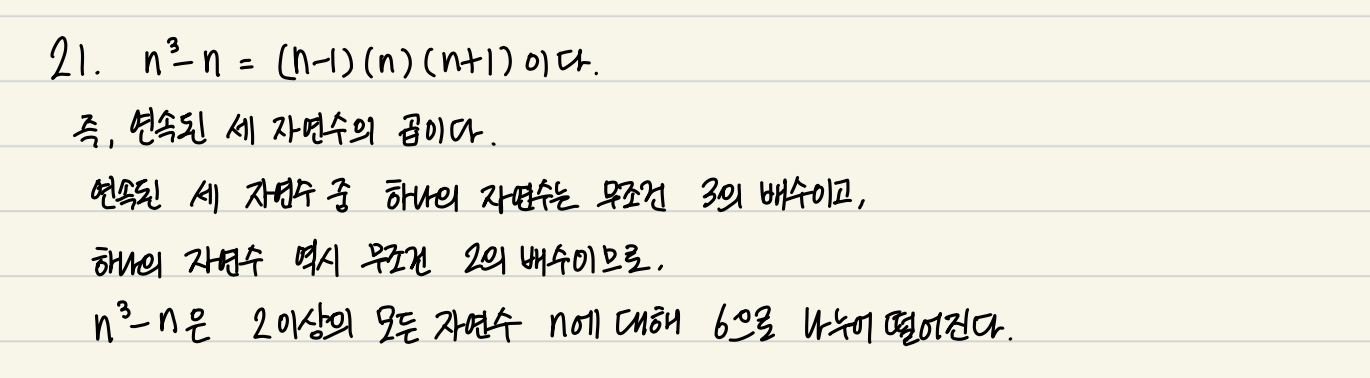 21. n³-n = (n-1)(n)(n+1)이다.
즉, 연속된 세 자연수의 곱이다.
연속된 세 자연수 중 하나의 자연수는 무조건 3의 배수이고,
하나의 자연수 역시 무조건 2의 배수이므로,
n³-n은 2이상의 모든 자연수 n에 대해 6으로 나누어 떨어진다.